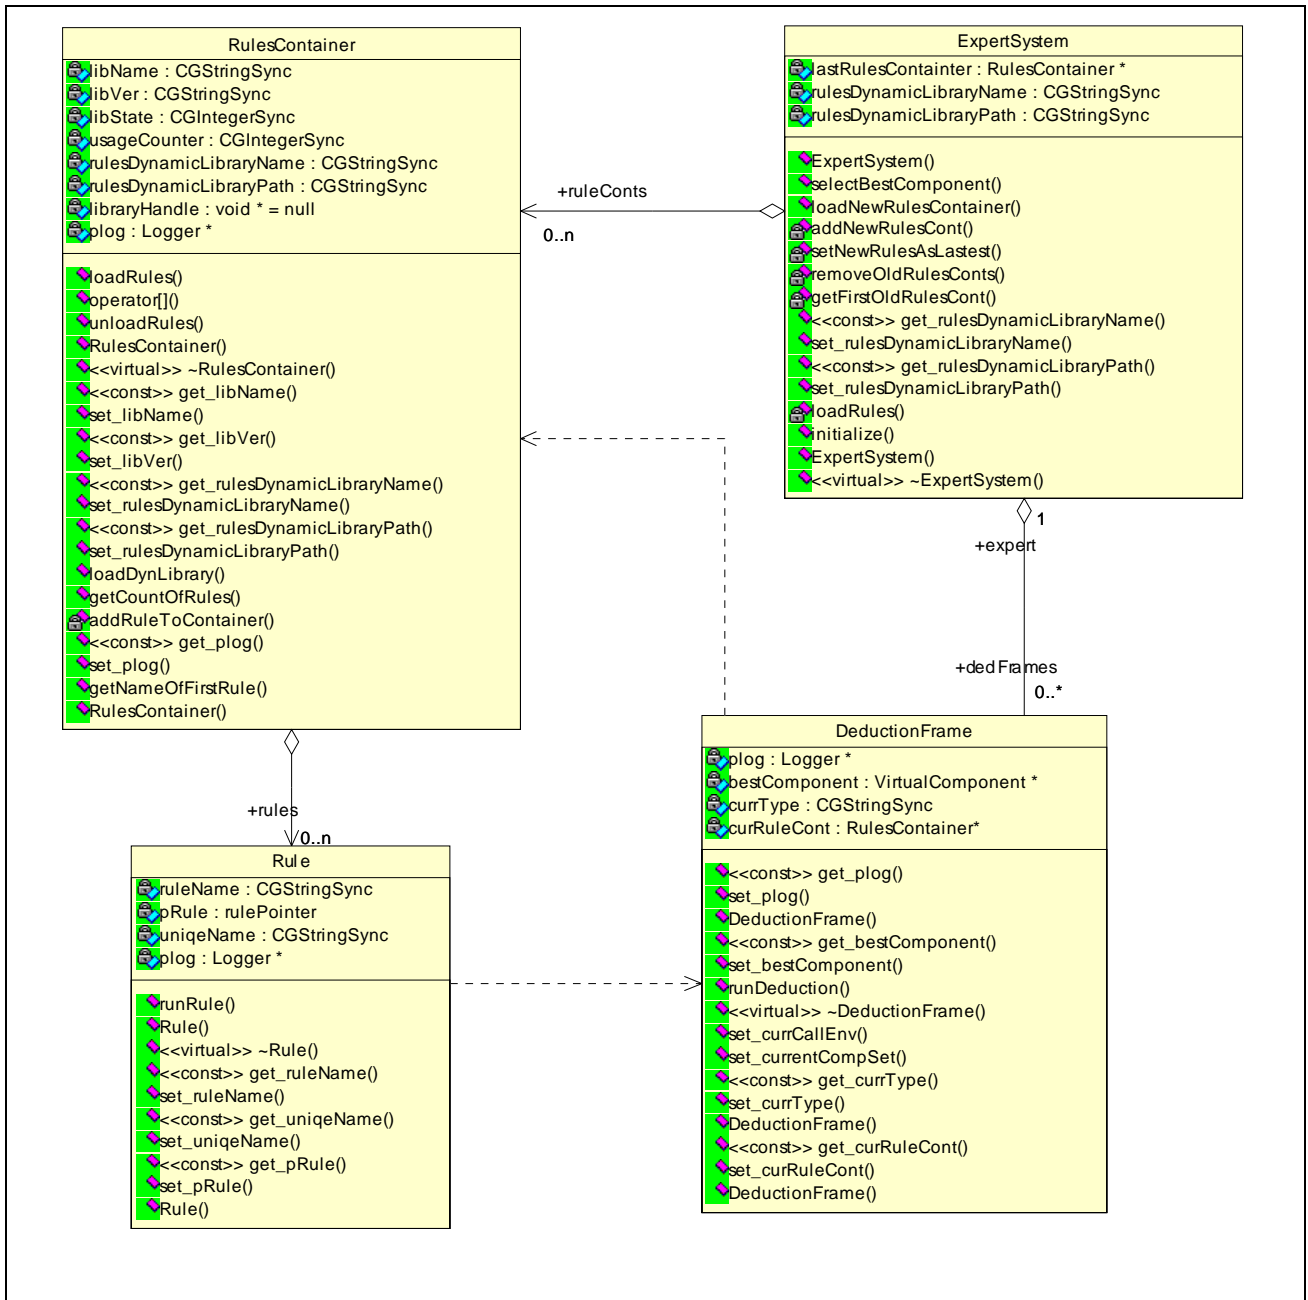 RulesContainer
libName : CGStringSync
libVer : CGStringSync
libState : CGIntegerSync
usageCounter : CGIntegerSync
rulesDynamicLibraryName : CGStringSync
rulesDynamicLibraryPath : CGStringSync
libraryHandle : void * = null
plog : Logger *
loadRules()
operator[]()
unloadRules()
RulesContainer()
<<virtual>> ~RulesContainer()
<<const>> get_libName()
set_libName()
<<const>> get_libVer()
set_libVer()
<<const>> get_rulesDynamicLibraryName()
set_rulesDynamicLibraryName()
<<const>> get_rulesDynamicLibraryPath()
set_rulesDynamicLibraryPath()
loadDynLibrary()
getCountOfRules()
addRuleToContainer()
<<const>> get_plog()
set_plog()
getNameOfFirstRule()
RulesContainer()
+ruleConts
0..n
ExpertSystem
lastRulesContainter : RulesContainer *
rulesDynamicLibraryName : CGStringSync
rulesDynamicLibraryPath : CGStringSync
ExpertSystem()
selectBestComponent()
loadNewRulesContainer()
addNewRulesCont()
setNewRulesAsLastest()
removeOldRulesConts()
getFirstOldRulesCont()
<<const>> get_rulesDynamicLibraryName()
set_rulesDynamicLibraryName()
<<const>> get_rulesDynamicLibraryPath()
set_rulesDynamicLibraryPath()
loadRules()
initialize()
ExpertSystem()
<<virtual>> ~ExpertSystem()
1
+expert
+dedFrames
0..*
+rules
0..n
Rule
ruleName : CGStringSync
pRule : rulePointer
uniqeName : CGStringSync
plog : Logger *
runRule()
Rule()
<<virtual>> ~Rule()
<<const>> get_ruleName()
set_ruleName()
<<const>> get_uniqeName()
set_uniqeName()
<<const>> get_pRule()
set_pRule()
Rule()
DeductionFrame
plog : Logger *
bestComponent : VirtualComponent *
currType : CGStringSync
curRuleCont : RulesContainer*
<<const>> get_plog()
set_plog()
DeductionFrame()
<<const>> get_bestComponent()
set_bestComponent()
runDeduction()
<<virtual>> ~DeductionFrame()
set_currCallEnv()
set_currentCompSet()
<<const>> get_currType()
set_currType()
DeductionFrame()
<<const>> get_curRuleCont()
set_curRuleCont()
DeductionFrame()